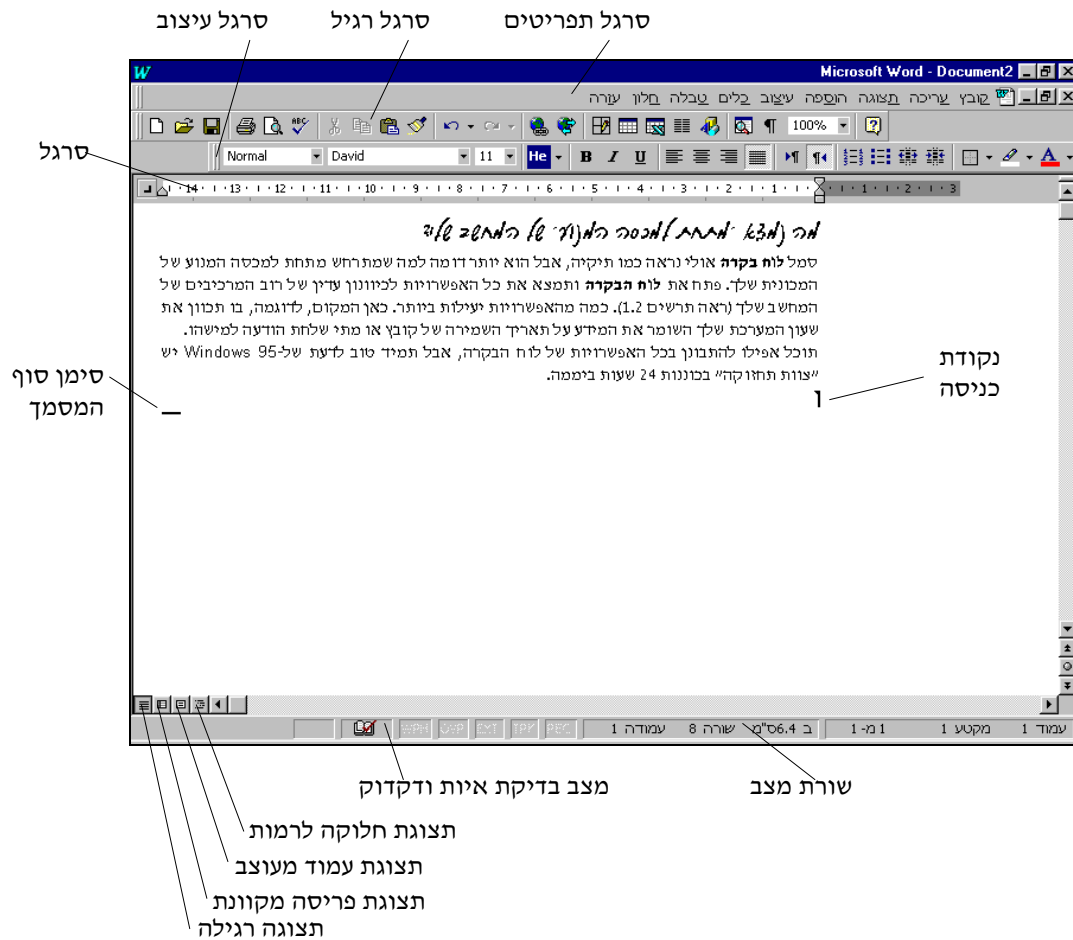 סרגל תפריטים
סרגל רגיל
סרגל עיצוב
Microsoft Word - Document2
קובץ עריכה תצוגה הוספה עיצוב כלים טבלה חלון עזרה
100%
Normal David 11 He B I U
סרגל
14 13 12 11 10 9 8 7 6 5 4 3 2 1 1 2 3
מה נמצא מתחת למכסה המנוע של המחשב שלי?
סמל לוח בקרה אולי נראה כמו תיקיה, אבל הוא יותר דומה למה שמתרחש מתחת למכסה המנוע של
המכונית שלך. פתח את לוח הבקרה ותמצא את כל האפשרויות לכיוונון עדין של רוב המרכיבים של
המחשב שלך (ראה תרשים 1.2). כמה מהאפשרויות יעילות ביותר. כאן המקום, לדוגמה, בו תכוון את
שעון המערכת שלך השומר את המידע על תאריך השמירה של קובץ או מתי שלחת הודעה למישהו.
תוכל אפילו להתבונן בכל האפשרויות של לוח הבקרה, אבל תמיד טוב לדעת של-Windows 95 יש
״צוות תחזוקה״ בכוננות 24 שעות ביממה.
נקודת
כניסה
סימן סוף
המסמך
עמוד 1 מקטע 1 1 מ-1 ב 6.4ס"מ שורה 8 עמודה 1 REC TRK EXT OVR WPH
שורת מצב
מצב בדיקת איות ודקדוק
תצוגת חלוקה לרמות
תצוגת עמוד מעוצב
תצוגת פריסה מקוונת
תצוגה רגילה